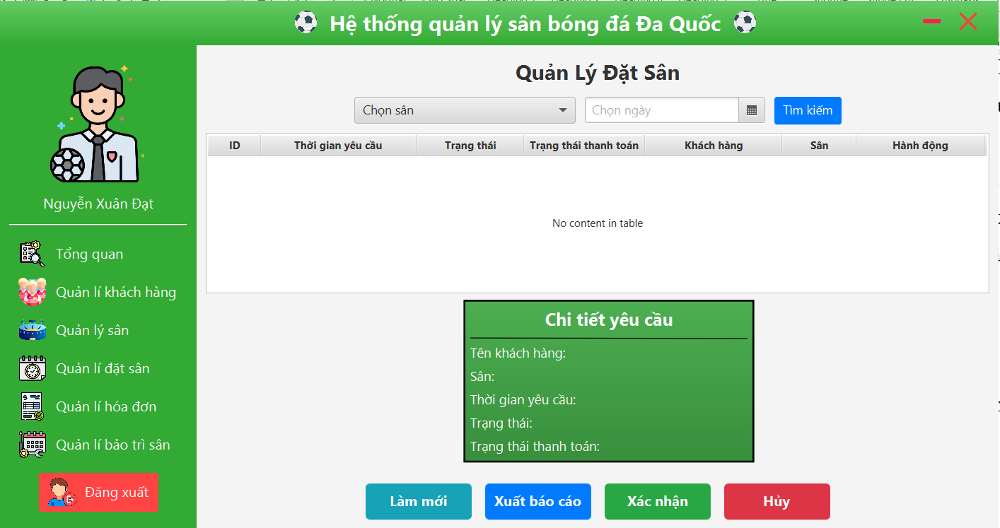 Hệ thống quản lý sân bóng đá Đa Quốc
Nguyễn Xuân Đạt
Tổng quan
Quản lí khách hàng
Quản lý sân
Quản lí đặt sân
Quản lí hóa đơn
Quản lí bảo trì sân
Đăng xuất
Quản Lý Đặt Sân
Chọn sân Chọn ngày Tìm kiếm
ID Thời gian yêu cầu Trạng thái Trạng thái thanh toán Khách hàng Sân Hành động
No content in table
Chi tiết yêu cầu
Tên khách hàng:
Sân:
Thời gian yêu cầu:
Trạng thái:
Trạng thái thanh toán:
Làm mới Xuất báo cáo Xác nhận Hủy